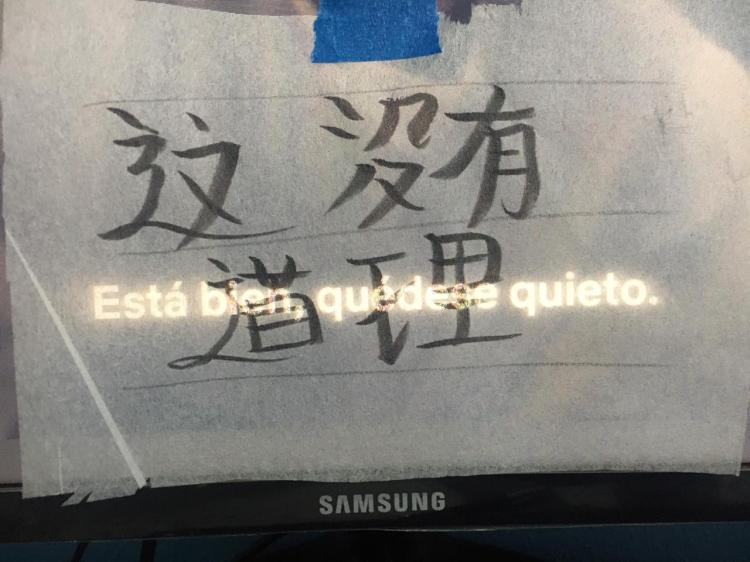 这 没有
道理
Está bien, quédese quieto.
SAMSUNG